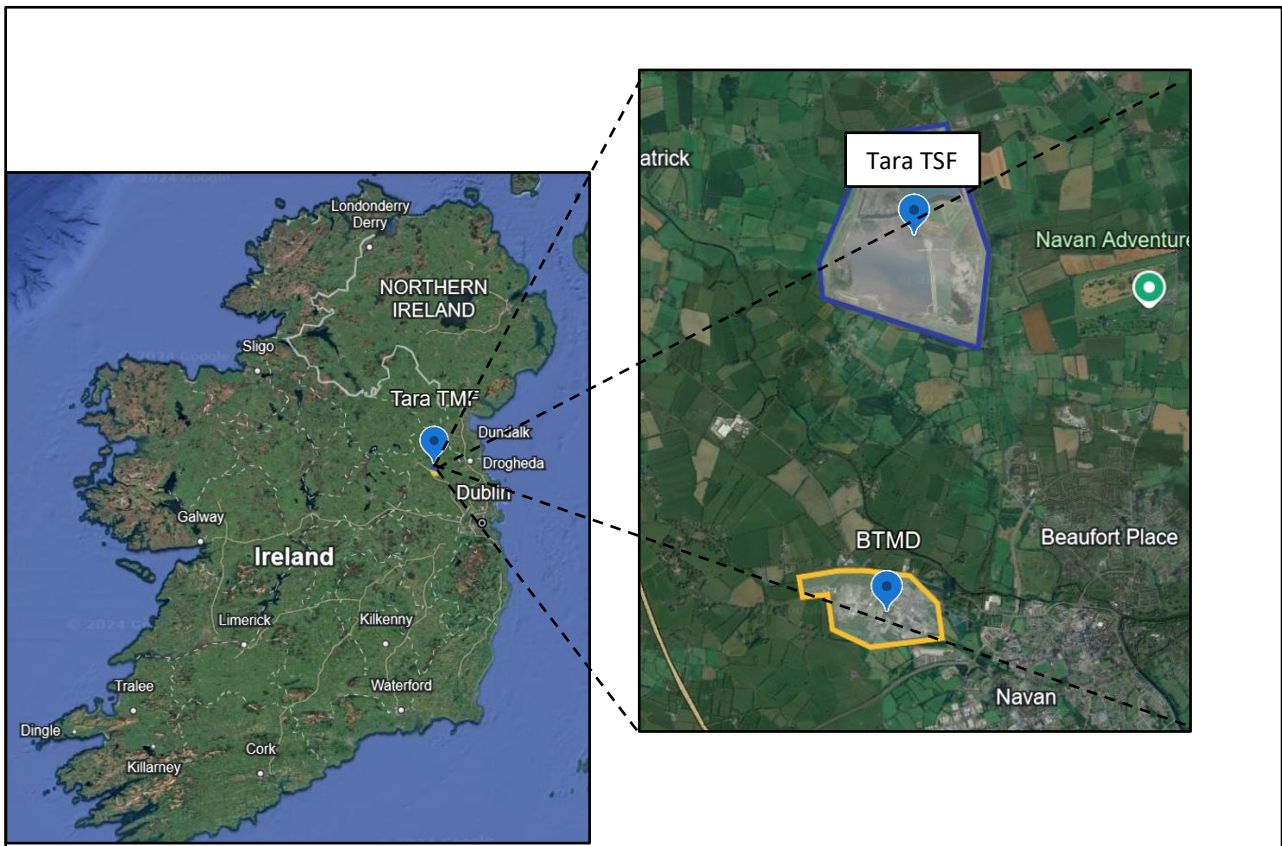 Londonderry
Derry
NORTHERN
IRELAND
Sligo
Tara TMF
Dundalk
Drogheda
Dublin
Galway
Ireland
Limerick
Kilkenny
Tralee
Waterford
Dingle
Killarney
Cork
atrick
Tara TSF
Navan Adventure
BTMD
Beaufort Place
Navan